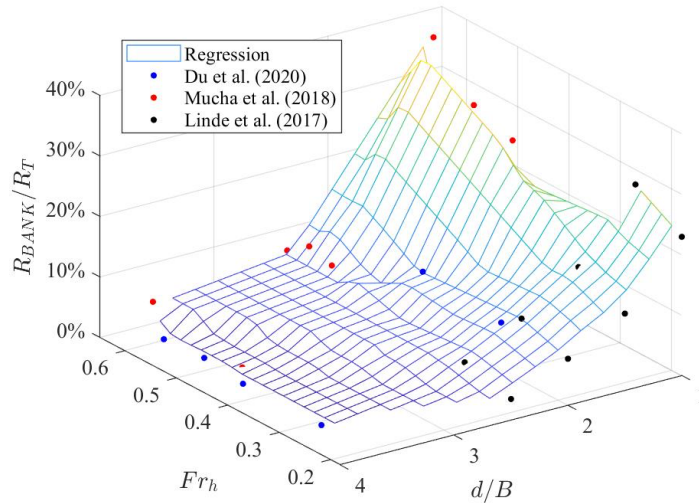 Regression
Du et al. (2020)
Mucha et al. (2018)
Linde et al. (2017)
40%
30%
20%
10%
0%
R_BANK/R_T
0.6
0.5
0.4
0.3
0.2
Fr_h
4
3
2
d/B